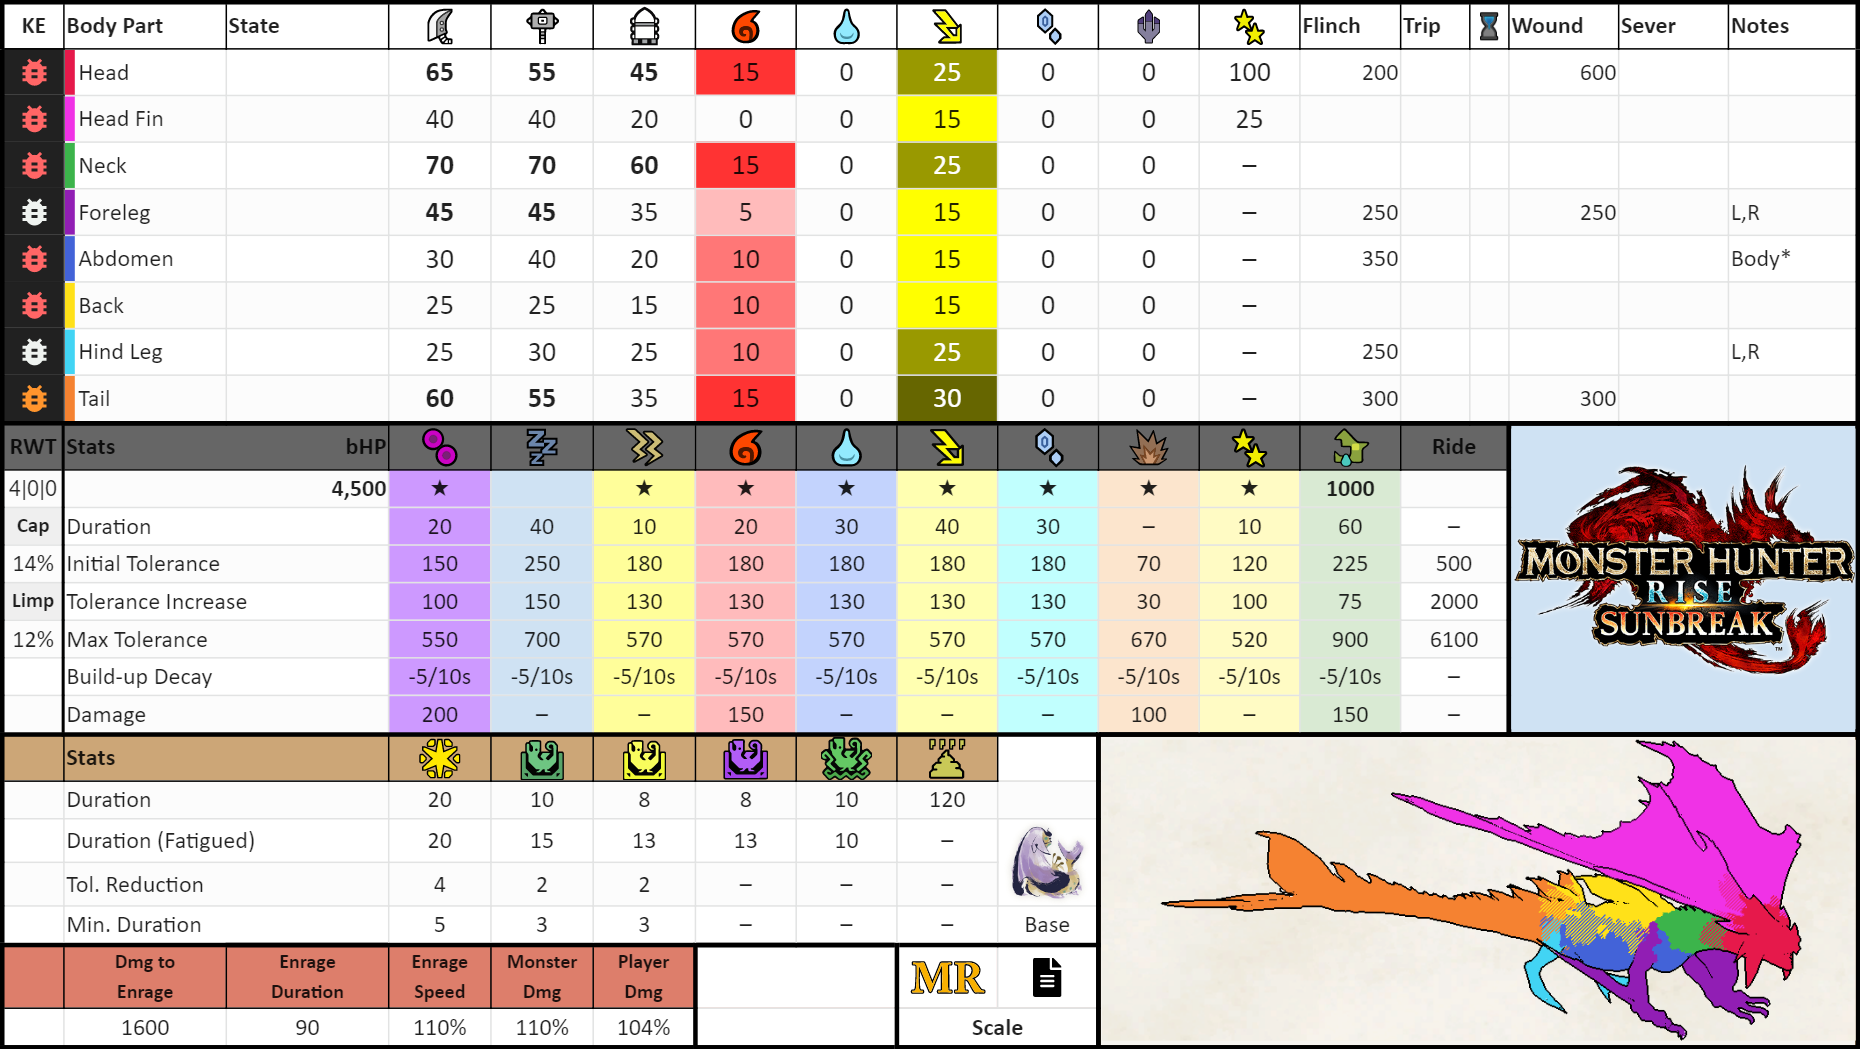 KE Body Part State Flinch Trip Wound Sever Notes
Head 65 55 45 15 0 25 0 0 100 200 600
Head Fin 40 40 20 0 0 15 0 0 25
Neck 70 70 60 15 0 25 0 0 –
Foreleg 45 45 35 5 0 15 0 0 – 250 250 L,R
Abdomen 30 40 20 10 0 15 0 0 – 350 Body*
Back 25 25 15 10 0 15 0 0 –
Hind Leg 25 30 25 10 0 25 0 0 – 250 L,R
Tail 60 55 35 15 0 30 0 0 – 300 300
RWT Stats bHP Ride
4|0|0 4,500 ★ ★ ★ ★ ★ ★ ★ ★ 1000
Cap Duration 20 40 10 20 30 40 30 – 10 60 –
14% Initial Tolerance 150 250 180 180 180 180 180 70 120 225 500
Limp Tolerance Increase 100 150 130 130 130 130 130 30 100 75 2000
12% Max Tolerance 550 700 570 570 570 570 570 670 520 900 6100
Build-up Decay -5/10s -5/10s -5/10s -5/10s -5/10s -5/10s -5/10s -5/10s -5/10s -5/10s –
Damage 200 – – 150 – – – 100 – 150 –
MONSTER HUNTER
RISE
SUNBREAK
TM
Stats
Duration 20 10 8 8 10 120
Duration (Fatigued) 20 15 13 13 10 –
Tol. Reduction 4 2 2 – – –
Min. Duration 5 3 3 – – – Base
Dmg to Enrage Enrage Duration Enrage Speed Monster Dmg Player Dmg MR
1600 90 110% 110% 104% Scale